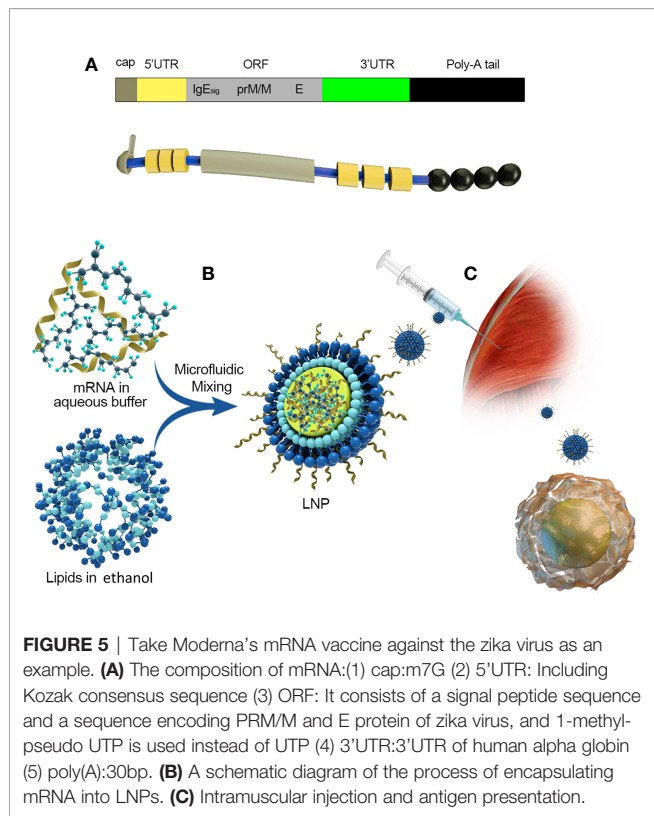 cap 5'UTR ORF 3'UTR Poly-A tail
A
IgEsig prM/M E
B
C
mRNA in
aqueous buffer
Microfluidic
Mixing
LNP
Lipids in ethanol
FIGURE 5 | Take Moderna's mRNA vaccine against the zika virus as an
example. (A) The composition of mRNA:(1) cap:m7G (2) 5'UTR: Including
Kozak consensus sequence (3) ORF: It consists of a signal peptide sequence
and a sequence encoding PRM/M and E protein of zika virus, and 1-methyl-
pseudo UTP is used instead of UTP (4) 3'UTR:3'UTR of human alpha globin
(5) poly(A):30bp. (B) A schematic diagram of the process of encapsulating
mRNA into LNPs. (C) Intramuscular injection and antigen presentation.